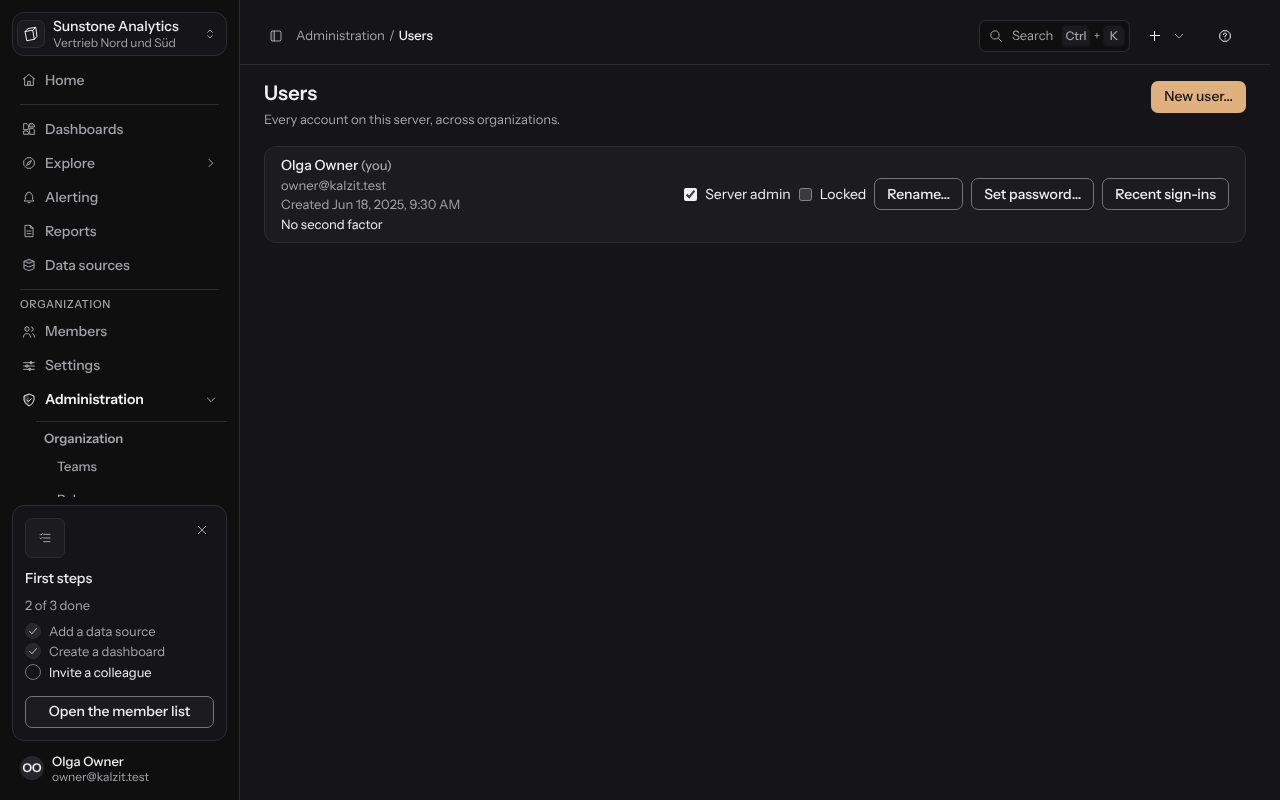 Sunstone Analytics
Vertrieb Nord und Süd
Home
Dashboards
Explore
Alerting
Reports
Data sources
ORGANIZATION
Members
Settings
Administration
Organization
Teams
First steps
2 of 3 done
Add a data source
Create a dashboard
Invite a colleague
Open the member list
OO
Olga Owner
owner@kalzit.test
Administration / Users
Search Ctrl + K
Users
Every account on this server, across organizations.
New user...
Olga Owner (you)
owner@kalzit.test
Created Jun 18, 2025, 9:30 AM
No second factor
Server admin
Locked
Rename...
Set password...
Recent sign-ins